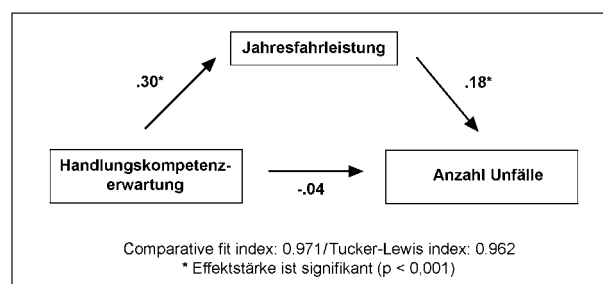 Jahresfahrleistung
.30*
.18*
Handlungskompetenz-
erwartung
-.04
Anzahl Unfälle
Comparative fit index: 0.971/Tucker-Lewis index: 0.962
* Effektstärke ist signifikant (p < 0,001)